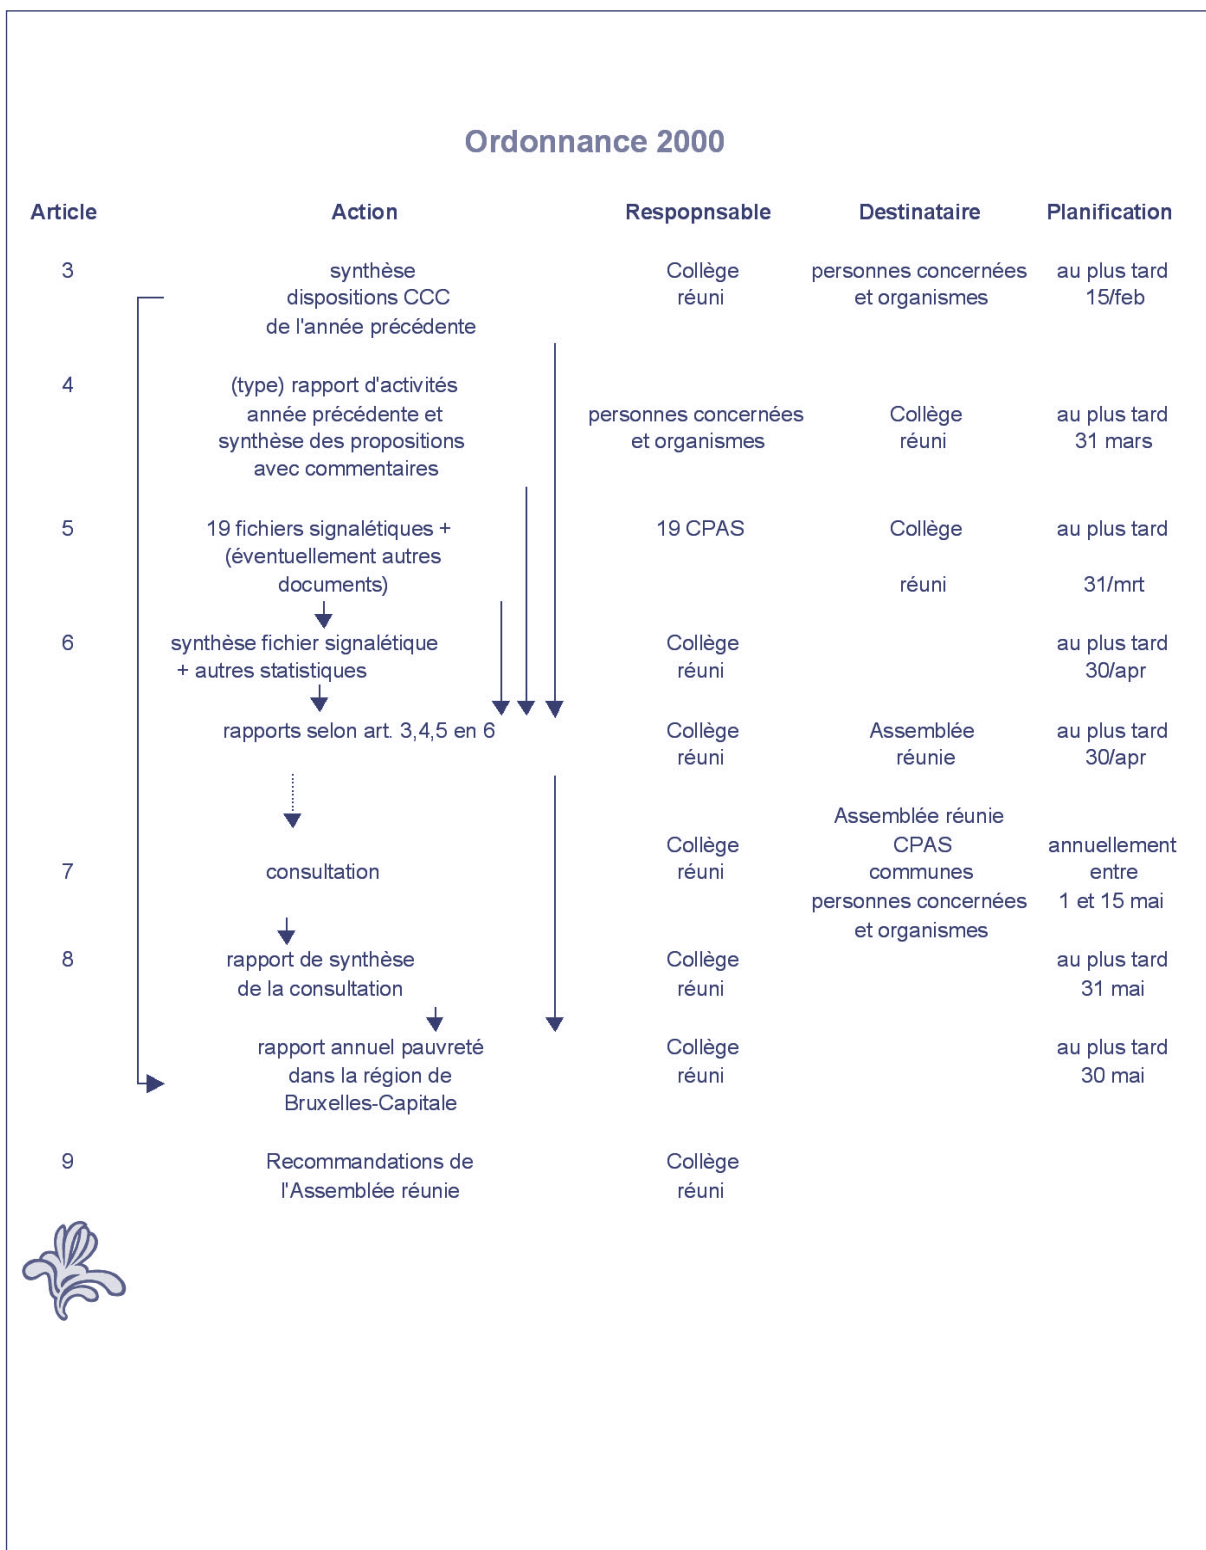 Ordonnance 2000
Article Action Respopnsable Destinataire Planification
3 synthèse Collège personnes concernées au plus tard
dispositions CCC réuni et organismes 15/feb
de l'année précédente
4 (type) rapport d'activités
année précédente et personnes concernées Collège au plus tard
synthèse des propositions et organismes réuni 31 mars
avec commentaires
5 19 fichiers signalétiques + 19 CPAS Collège au plus tard
(éventuellement autres
documents) réuni 31/mrt
6 synthèse fichier signalétique Collège au plus tard
+ autres statistiques réuni 30/apr
rapports selon art. 3,4,5 en 6 Collège Assemblée au plus tard
réuni réunie 30/apr
Assemblée réunie
Collège CPAS annuellement
7 consultation réuni communes entre
personnes concernées 1 et 15 mai
et organismes
8 rapport de synthèse Collège au plus tard
de la consultation réuni 31 mai
rapport annuel pauvreté Collège au plus tard
dans la région de réuni 30 mai
Bruxelles-Capitale
9 Recommandations de Collège
l'Assemblée réunie réuni